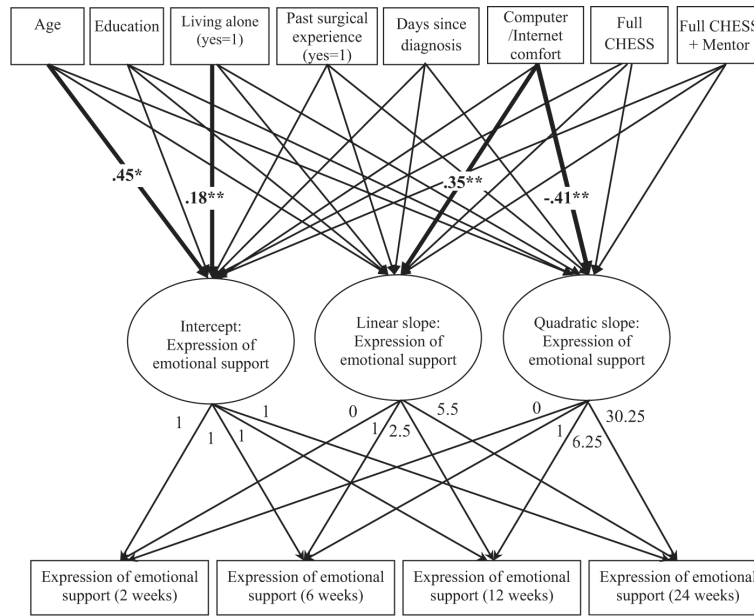 Age
Education
Living alone
(yes=1)
Past surgical
experience
(yes=1)
Days since
diagnosis
Computer
/Internet
comfort
Full
CHESS
Full CHESS
+ Mentor
.45*
.18**
.35**
-.41**
Intercept:
Expression of
emotional support
Linear slope:
Expression of
emotional support
Quadratic slope:
Expression of
emotional support
1
1
1
1
0
1
2.5
5.5
0
1
6.25
30.25
Expression of emotional
support (2 weeks)
Expression of emotional
support (6 weeks)
Expression of emotional
support (12 weeks)
Expression of emotional
support (24 weeks)